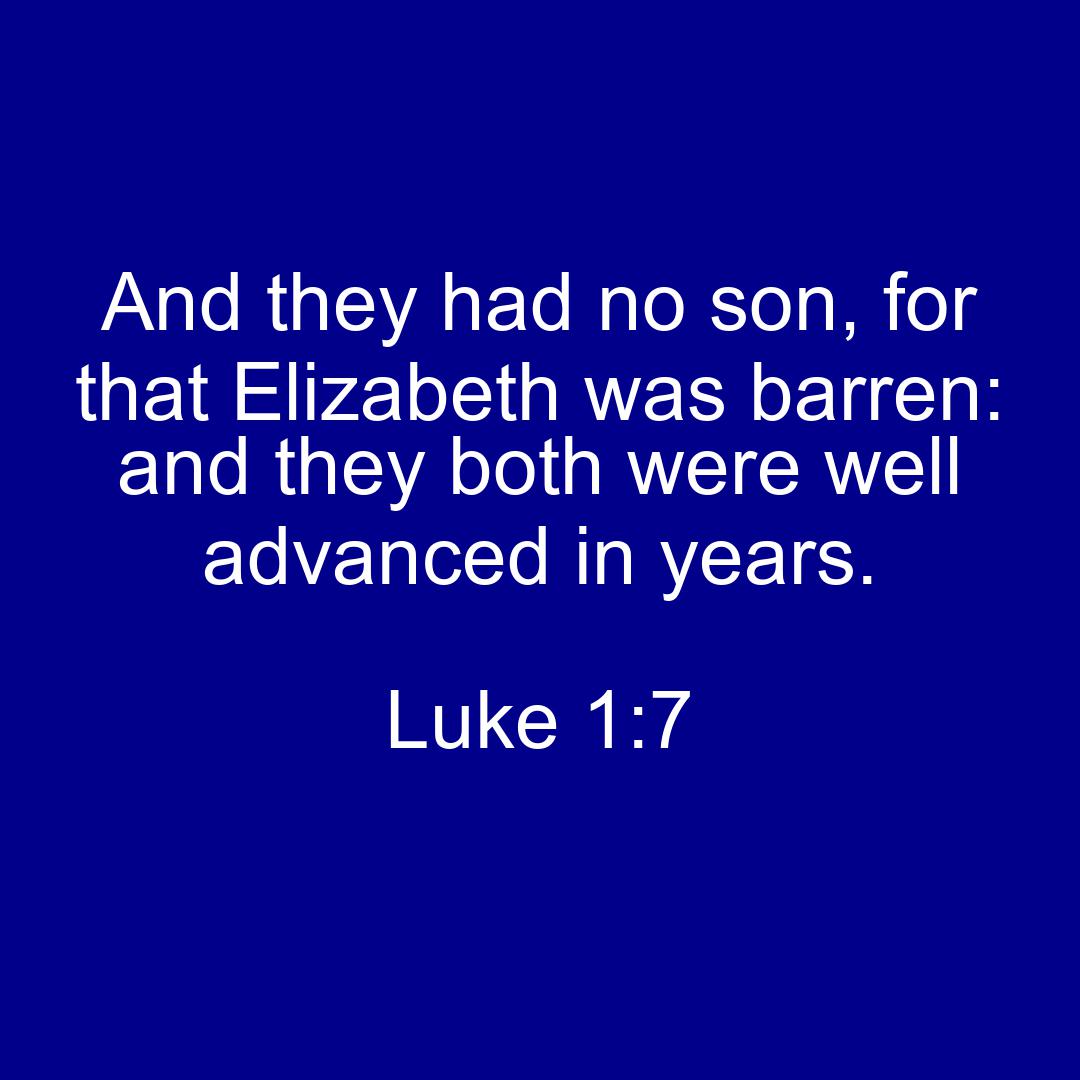 And they had no son, for
that Elizabeth was barren:
and they both were well
advanced in years.
Luke 1:7